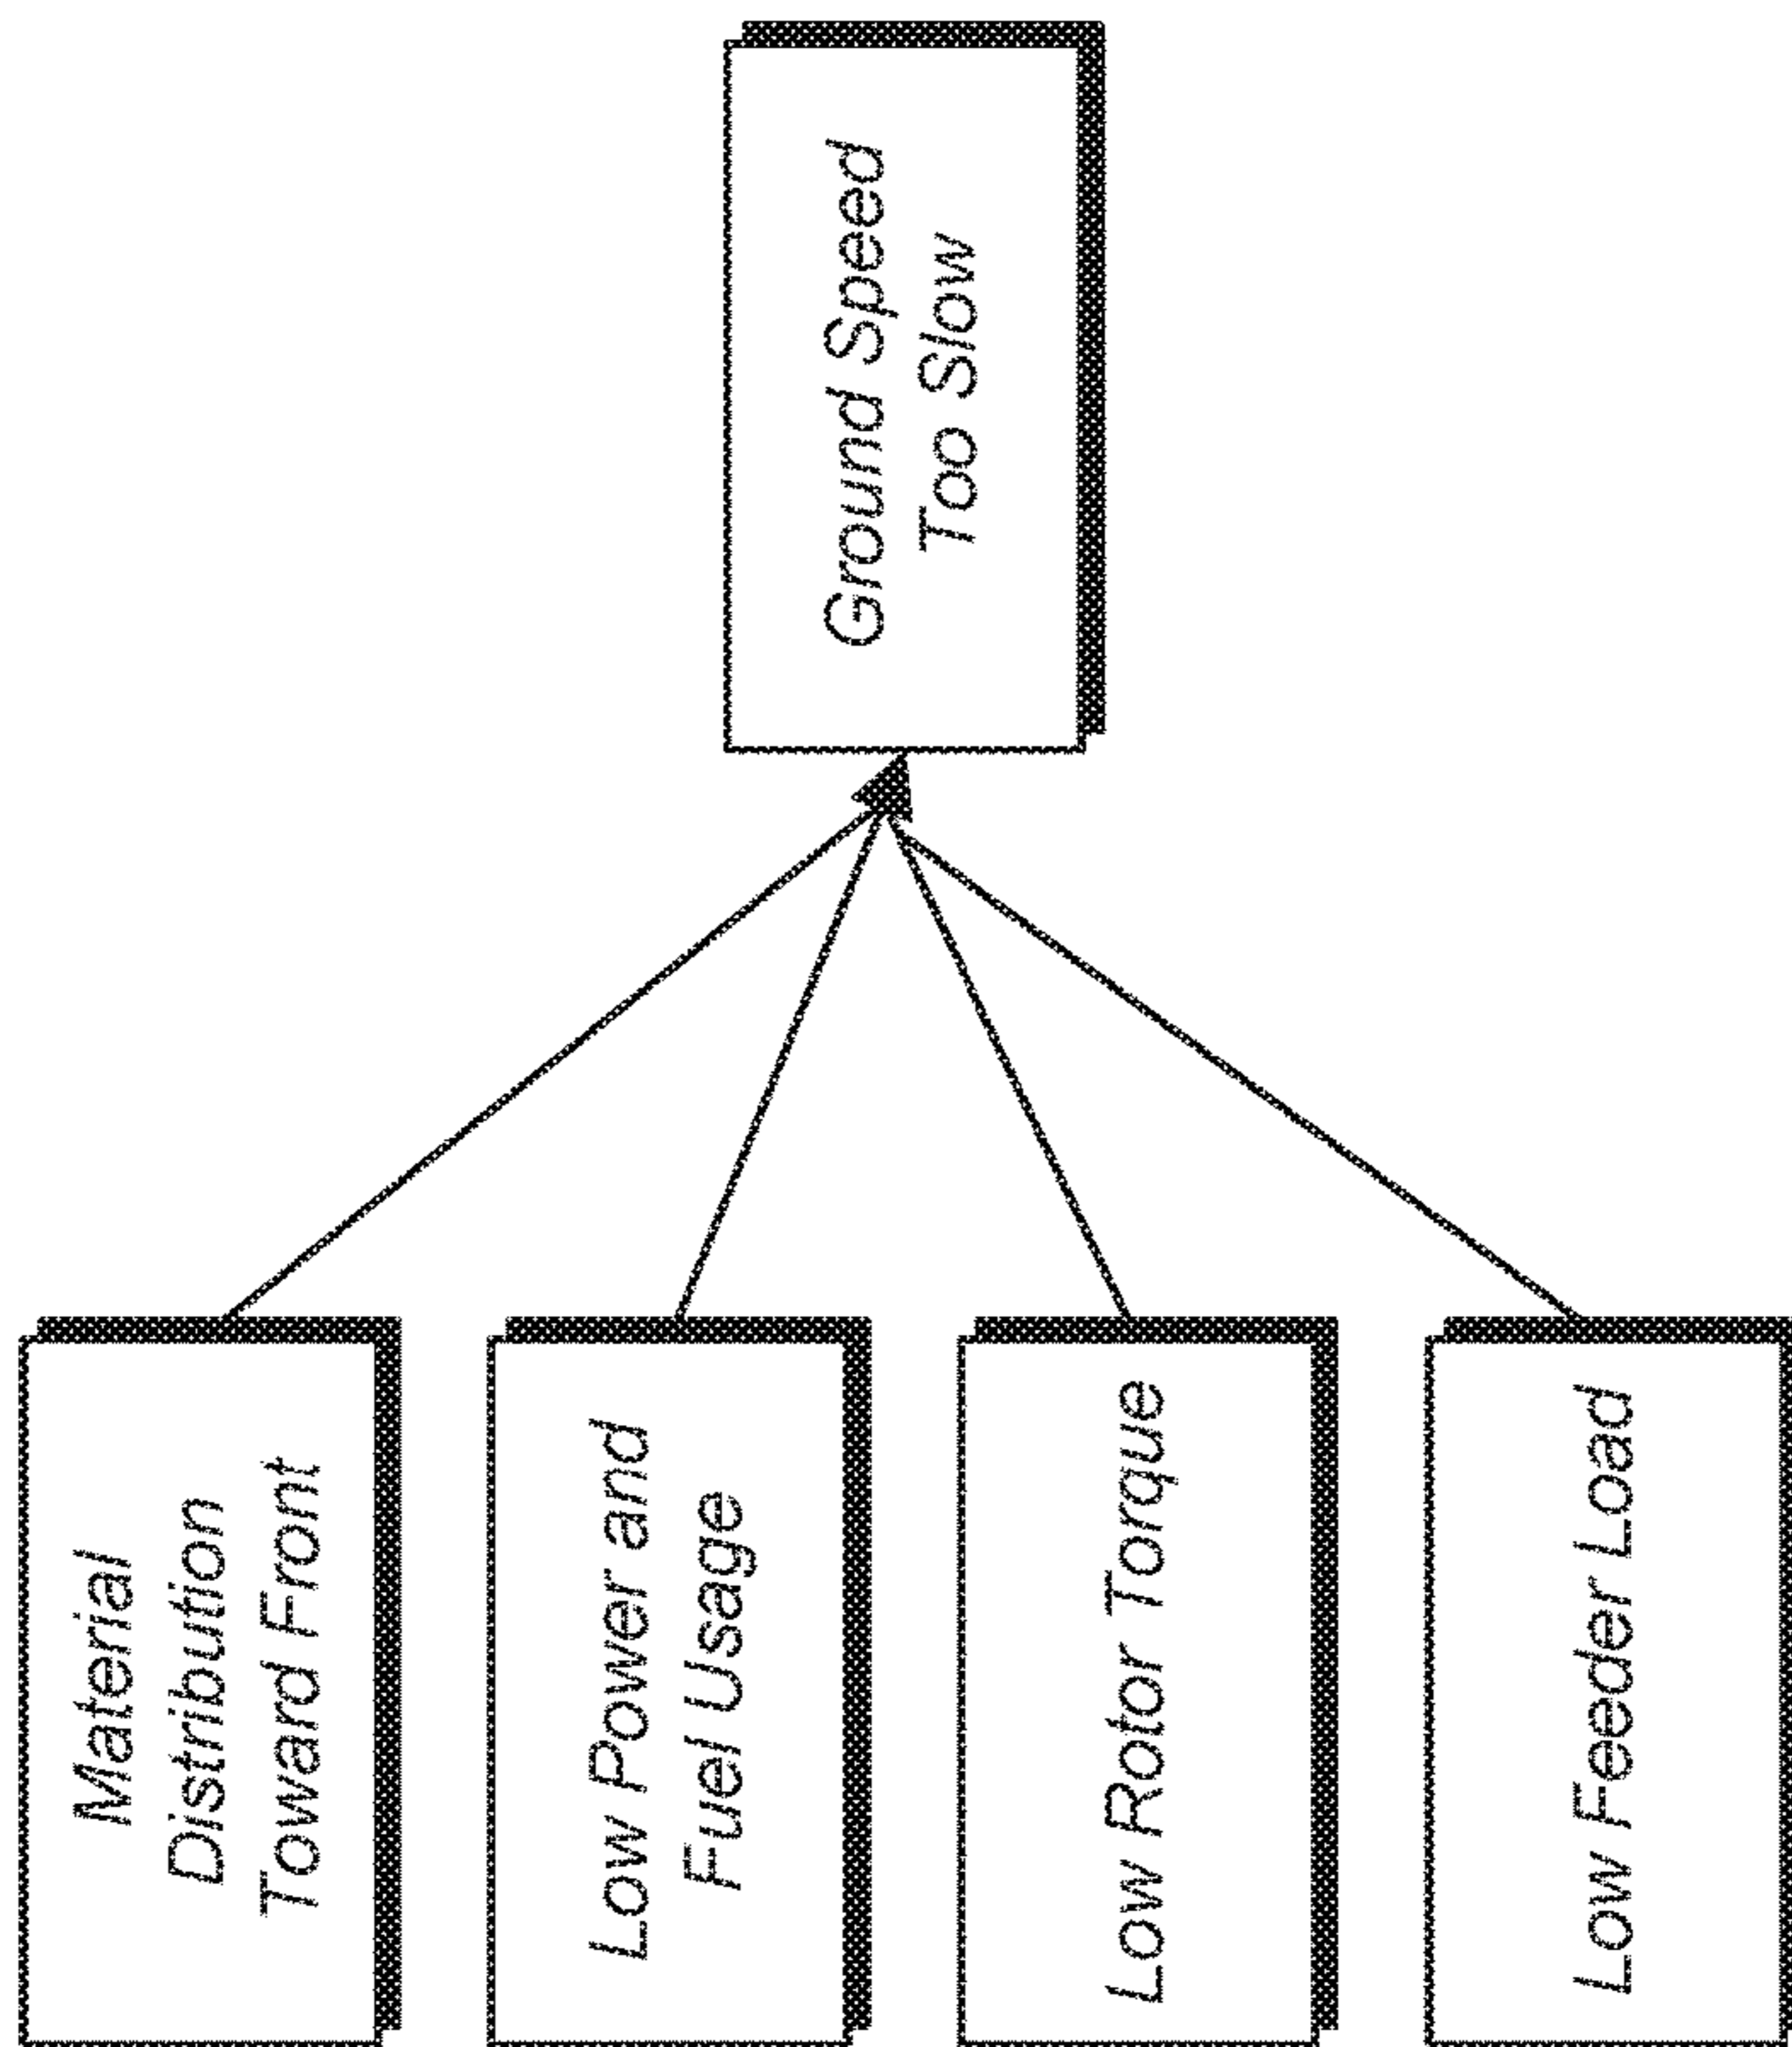 Material
Distribution
Toward Front
Low Power and
Fuel Usage
Low Rotor Torque
Low Feeder Load
Ground Speed
Too Slow